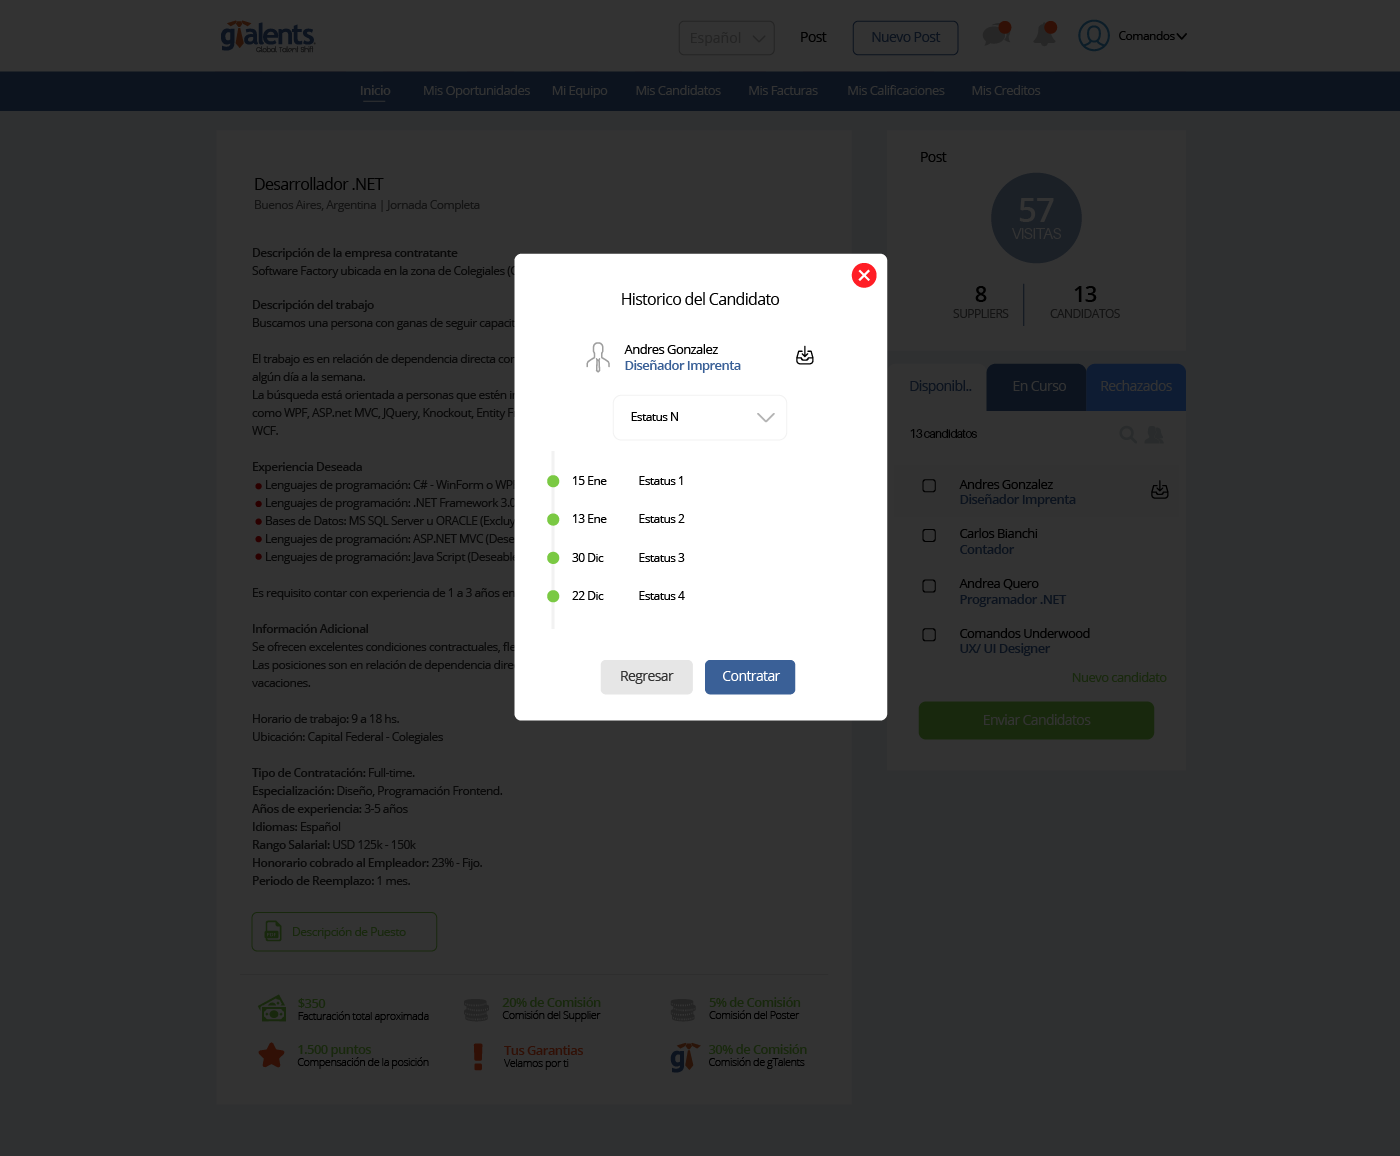 gTalents
Global Talent Shift
Español
Post
Nuevo Post
Comandos
Inicio
Mis Oportunidades
Mi Equipo
Mis Candidatos
Mis Facturas
Mis Calificaciones
Mis Creditos
Desarrollador .NET
Buenos Aires, Argentina | Jornada Completa
Descripción de la empresa contratante
Software Factory ubicada en la zona de Colegiales
Descripción del trabajo
Buscamos una persona con ganas de seguir
El trabajo es en relación de dependencia directa
algún día a la semana.
La búsqueda está orientada a personas que estén
como WPF, ASP.net MVC, JQuery, Knockout, Entity
WCF.
Experiencia Deseada
Lenguajes de programación: C# - WinForm o
Lenguajes de programación: .NET Framework
Bases de Datos: MS SQL Server u ORACLE
Lenguajes de programación: ASP.NET MVC
Lenguajes de programación: Java Script
Es requisito contar con experiencia de 1 a 3 años en
Información Adicional
Se ofrecen excelentes condiciones contractuales,
Las posiciones son en relación de dependencia
vacaciones.
Horario de trabajo: 9 a 18 hs.
Ubicación: Capital Federal - Colegiales
Tipo de Contratación: Full-time.
Especialización: Diseño, Programación Frontend.
Años de experiencia: 3-5 años
Idiomas: Español
Rango Salarial: USD 125k - 150k
Honorario cobrado al Empleador: 23% - Fijo.
Periodo de Reemplazo: 1 mes.
Descripción de Puesto
$350
Facturación total aproximada
20% de Comisión
Comisión del Supplier
5% de Comisión
Comisión del Poster
1.500 puntos
Compensación de la posición
Tus Garantias
Velamos por ti
gT
30% de Comisión
Comisión de gTalents
Historico del Candidato
Andres Gonzalez
Diseñador Imprenta
Estatus N
15 Ene Estatus 1
13 Ene Estatus 2
30 Dic Estatus 3
22 Dic Estatus 4
Regresar
Contratar
Post
57
VISITAS
8
SUPPLIERS
13
CANDIDATOS
Disponibl..
En Curso
Rechazados
13 candidatos
Andres Gonzalez
Diseñador Imprenta
Carlos Bianchi
Contador
Andrea Quero
Programador .NET
Comandos Underwood
UX/ UI Designer
Nuevo candidato
Enviar Candidatos